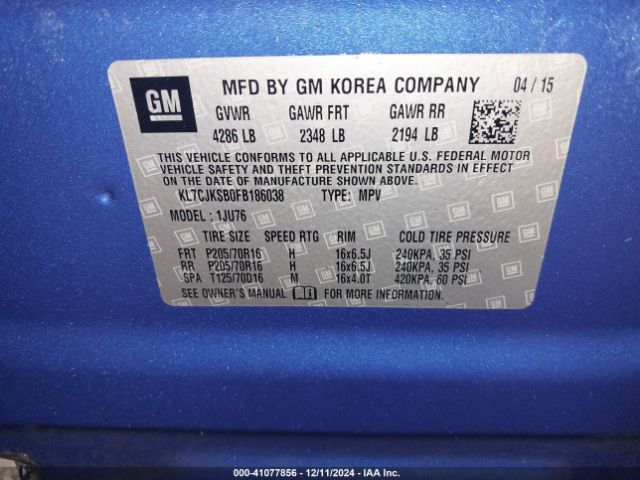 GM
MFD BY GM KOREA COMPANY 04 / 15
GVWR GAWR FRT GAWR RR
4286 LB 2348 LB 2194 LB
THIS VEHICLE CONFORMS TO ALL APPLICABLE U.S. FEDERAL MOTOR
VEHICLE SAFETY AND THEFT PREVENTION STANDARDS IN EFFECT
ON THE DATE OF MANUFACTURE SHOWN ABOVE.
KL7CJKSB0FB186038 TYPE: MPV
MODEL : 1JU76
TIRE SIZE SPEED RTG RIM COLD TIRE PRESSURE
FRT P205/70R16 H 16x6.5J 240KPA, 35 PSI
RR P205/70R16 H 16x6.5J 240KPA, 35 PSI
SPA T125/70D16 M 16x4.0T 420KPA, 60 PSI
SEE OWNER'S MANUAL FOR MORE INFORMATION.
000-41077856 - 12/11/2024 - IAA Inc.